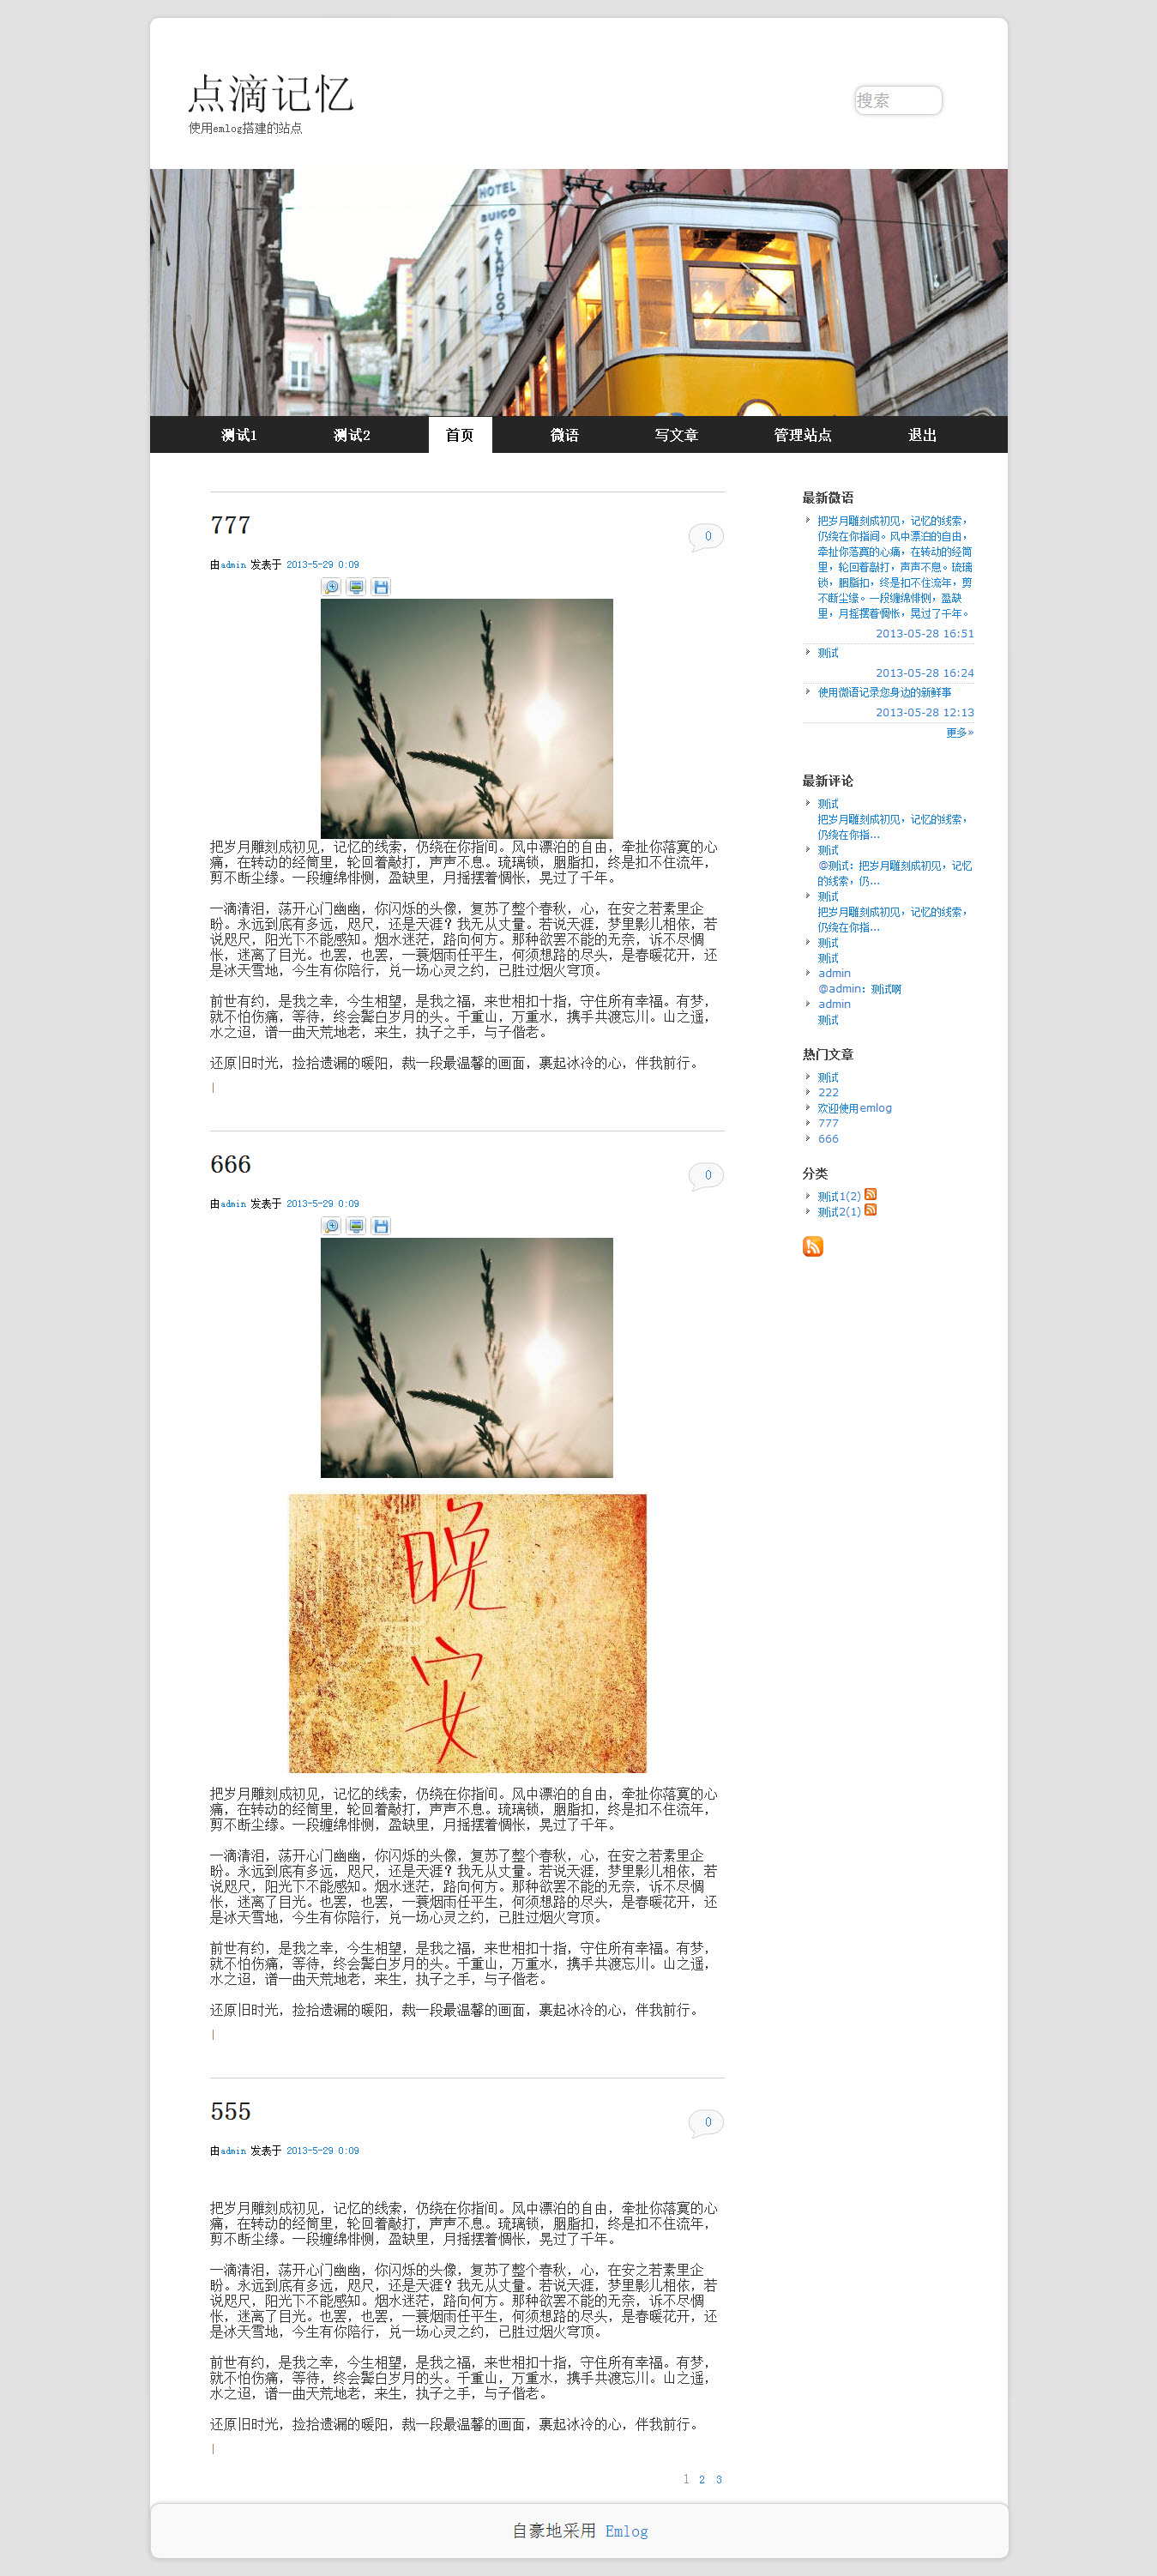 点滴记忆
使用emlog搭建的站点
搜索
HOTEL
SUICO
ATLANTICO
测试1 测试2 首页 微语 写文章 管理站点 退出
777
0
由admin 发表于 2013-5-29 0:09
把岁月雕刻成初见，记忆的线索，仍绕在你指间。风中漂泊的自由，牵扯你落寞的心
痛，在转动的经筒里，轮回着敲打，声声不息。琉璃锁，胭脂扣，终是扣不住流年，
剪不断尘缘。一段缠绵悱恻，盈缺里，月摇摆着惆怅，晃过了千年。
一滴清泪，荡开心门幽幽，你闪烁的头像，复苏了整个春秋，心，在安之若素里企
盼。永远到底有多远，咫尺，还是天涯？我无从丈量。若说天涯，梦里影儿相依，若
说咫尺，阳光下不能感知。烟水迷茫，路向何方。那种欲罢不能的无奈，诉不尽惆
怅，迷离了目光。也罢，也罢，一蓑烟雨任平生，何须想路的尽头，是春暖花开，还
是冰天雪地，今生有你陪行，兑一场心灵之约，已胜过烟火穹顶。
前世有约，是我之幸，今生相望，是我之福，来世相扣十指，守住所有幸福。有梦，
就不怕伤痛，等待，终会鬓白岁月的头。千重山，万重水，携手共渡忘川。山之遥，
水之迢，谱一曲天荒地老，来生，执子之手，与子偕老。
还原旧时光，捡拾遗漏的暖阳，裁一段最温馨的画面，裹起冰冷的心，伴我前行。
|
666
0
由admin 发表于 2013-5-29 0:09
晚
安
把岁月雕刻成初见，记忆的线索，仍绕在你指间。风中漂泊的自由，牵扯你落寞的心
痛，在转动的经筒里，轮回着敲打，声声不息。琉璃锁，胭脂扣，终是扣不住流年，
剪不断尘缘。一段缠绵悱恻，盈缺里，月摇摆着惆怅，晃过了千年。
一滴清泪，荡开心门幽幽，你闪烁的头像，复苏了整个春秋，心，在安之若素里企
盼。永远到底有多远，咫尺，还是天涯？我无从丈量。若说天涯，梦里影儿相依，若
说咫尺，阳光下不能感知。烟水迷茫，路向何方。那种欲罢不能的无奈，诉不尽惆
怅，迷离了目光。也罢，也罢，一蓑烟雨任平生，何须想路的尽头，是春暖花开，还
是冰天雪地，今生有你陪行，兑一场心灵之约，已胜过烟火穹顶。
前世有约，是我之幸，今生相望，是我之福，来世相扣十指，守住所有幸福。有梦，
就不怕伤痛，等待，终会鬓白岁月的头。千重山，万重水，携手共渡忘川。山之遥，
水之迢，谱一曲天荒地老，来生，执子之手，与子偕老。
还原旧时光，捡拾遗漏的暖阳，裁一段最温馨的画面，裹起冰冷的心，伴我前行。
|
555
0
由admin 发表于 2013-5-29 0:09
把岁月雕刻成初见，记忆的线索，仍绕在你指间。风中漂泊的自由，牵扯你落寞的心
痛，在转动的经筒里，轮回着敲打，声声不息。琉璃锁，胭脂扣，终是扣不住流年，
剪不断尘缘。一段缠绵悱恻，盈缺里，月摇摆着惆怅，晃过了千年。
一滴清泪，荡开心门幽幽，你闪烁的头像，复苏了整个春秋，心，在安之若素里企
盼。永远到底有多远，咫尺，还是天涯？我无从丈量。若说天涯，梦里影儿相依，若
说咫尺，阳光下不能感知。烟水迷茫，路向何方。那种欲罢不能的无奈，诉不尽惆
怅，迷离了目光。也罢，也罢，一蓑烟雨任平生，何须想路的尽头，是春暖花开，还
是冰天雪地，今生有你陪行，兑一场心灵之约，已胜过烟火穹顶。
前世有约，是我之幸，今生相望，是我之福，来世相扣十指，守住所有幸福。有梦，
就不怕伤痛，等待，终会鬓白岁月的头。千重山，万重水，携手共渡忘川。山之遥，
水之迢，谱一曲天荒地老，来生，执子之手，与子偕老。
还原旧时光，捡拾遗漏的暖阳，裁一段最温馨的画面，裹起冰冷的心，伴我前行。
|
1 2 3
最新微语
把岁月雕刻成初见，记忆的线索，
仍绕在你指间。风中漂泊的自由，
牵扯你落寞的心痛，在转动的经筒
里，轮回着敲打，声声不息。琉璃
锁，胭脂扣，终是扣不住流年，剪
不断尘缘。一段缠绵悱恻，盈缺
里，月摇摆着惆怅，晃过了千年。
2013-05-28 16:51
测试
2013-05-28 16:24
使用微语记录您身边的新鲜事
2013-05-28 12:13
更多»
最新评论
测试
把岁月雕刻成初见，记忆的线索，
仍绕在你指...
测试
@测试：把岁月雕刻成初见，记忆
的线索，仍...
测试
把岁月雕刻成初见，记忆的线索，
仍绕在你指...
测试
测试
admin
@admin：测试啊
admin
测试
热门文章
测试
222
欢迎使用emlog
777
666
分类
测试1(2)
测试2(1)
自豪地采用 Emlog